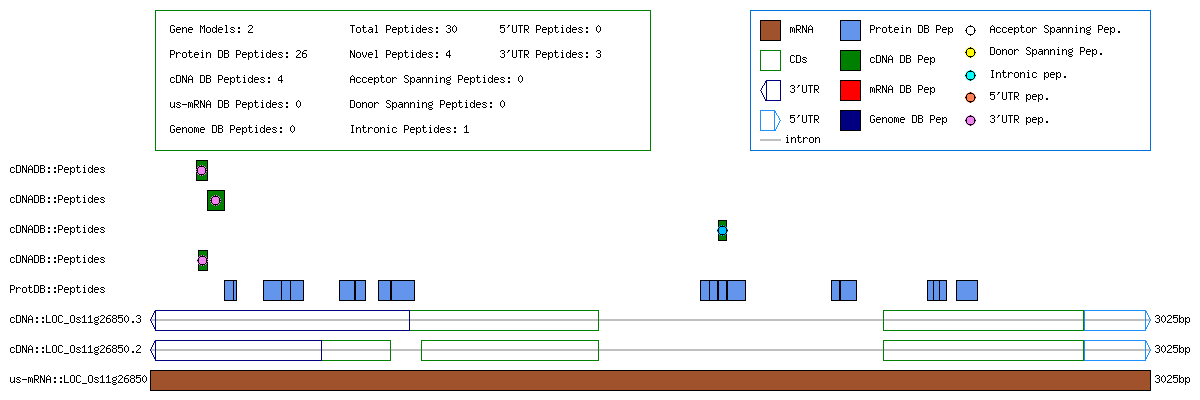 Gene Models: 2 Total Peptides: 30 5'UTR Peptides: 0
Protein DB Peptides: 26 Novel Peptides: 4 3'UTR Peptides: 3
cDNA DB Peptides: 4 Acceptor Spanning Peptides: 0
us-mRNA DB Peptides: 0 Donor Spanning Peptides: 0
Genome DB Peptides: 0 Intronic Peptides: 1
mRNA Protein DB Pep Acceptor Spanning Pep.
Donor Spanning Pep.
CDs cDNA DB Pep
Intronic pep.
3'UTR mRNA DB Pep
5'UTR pep.
5'UTR Genome DB Pep 3'UTR pep.
intron
cDNADB::Peptides
cDNADB::Peptides
cDNADB::Peptides
cDNADB::Peptides
ProtDB::Peptides
cDNA::LOC_Os11g26850.3 3025bp
cDNA::LOC_Os11g26850.2 3025bp
us-mRNA::LOC_Os11g26850 3025bp